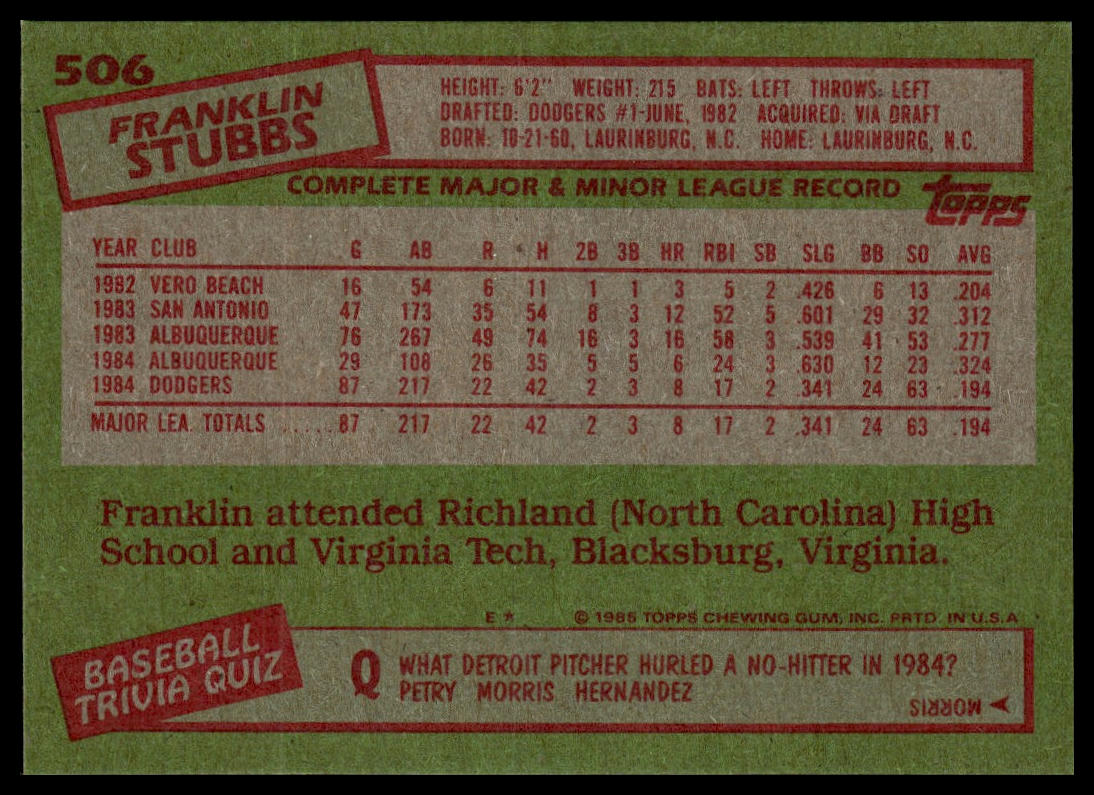 506
FRANKLIN
STUBBS
HEIGHT: 6'2" WEIGHT: 215 BATS: LEFT THROWS: LEFT
DRAFTED: DODGERS #1-JUNE, 1982 ACQUIRED: VIA DRAFT
BORN: 10-21-60, LAURINBURG, N.C. HOME: LAURINBURG, N.C.
COMPLETE MAJOR & MINOR LEAGUE RECORD
TOPPS
YEAR CLUB G AB R H 2B 3B HR RBI SB SLG BB SO AVG
1982 VERO BEACH 16 54 6 11 1 1 3 5 2 .426 6 13 .204
1983 SAN ANTONIO 47 173 35 54 8 3 12 52 5 .601 29 32 .312
1983 ALBUQUERQUE 76 267 49 74 16 3 16 58 3 .539 41 53 .277
1984 ALBUQUERQUE 29 108 26 35 5 5 6 24 3 .630 12 23 .324
1984 DODGERS 87 217 22 42 2 3 8 17 2 .341 24 63 .194
MAJOR LEA. TOTALS ......87 217 22 42 2 3 8 17 2 .341 24 63 .194
Franklin attended Richland (North Carolina) High
School and Virginia Tech, Blacksburg, Virginia.
E * © 1985 TOPPS CHEWING GUM, INC. PRTD. IN U.S.A
BASEBALL
TRIVIA QUIZ
Q WHAT DETROIT PITCHER HURLED A NO-HITTER IN 1984?
PETRY MORRIS HERNANDEZ
MORRIS